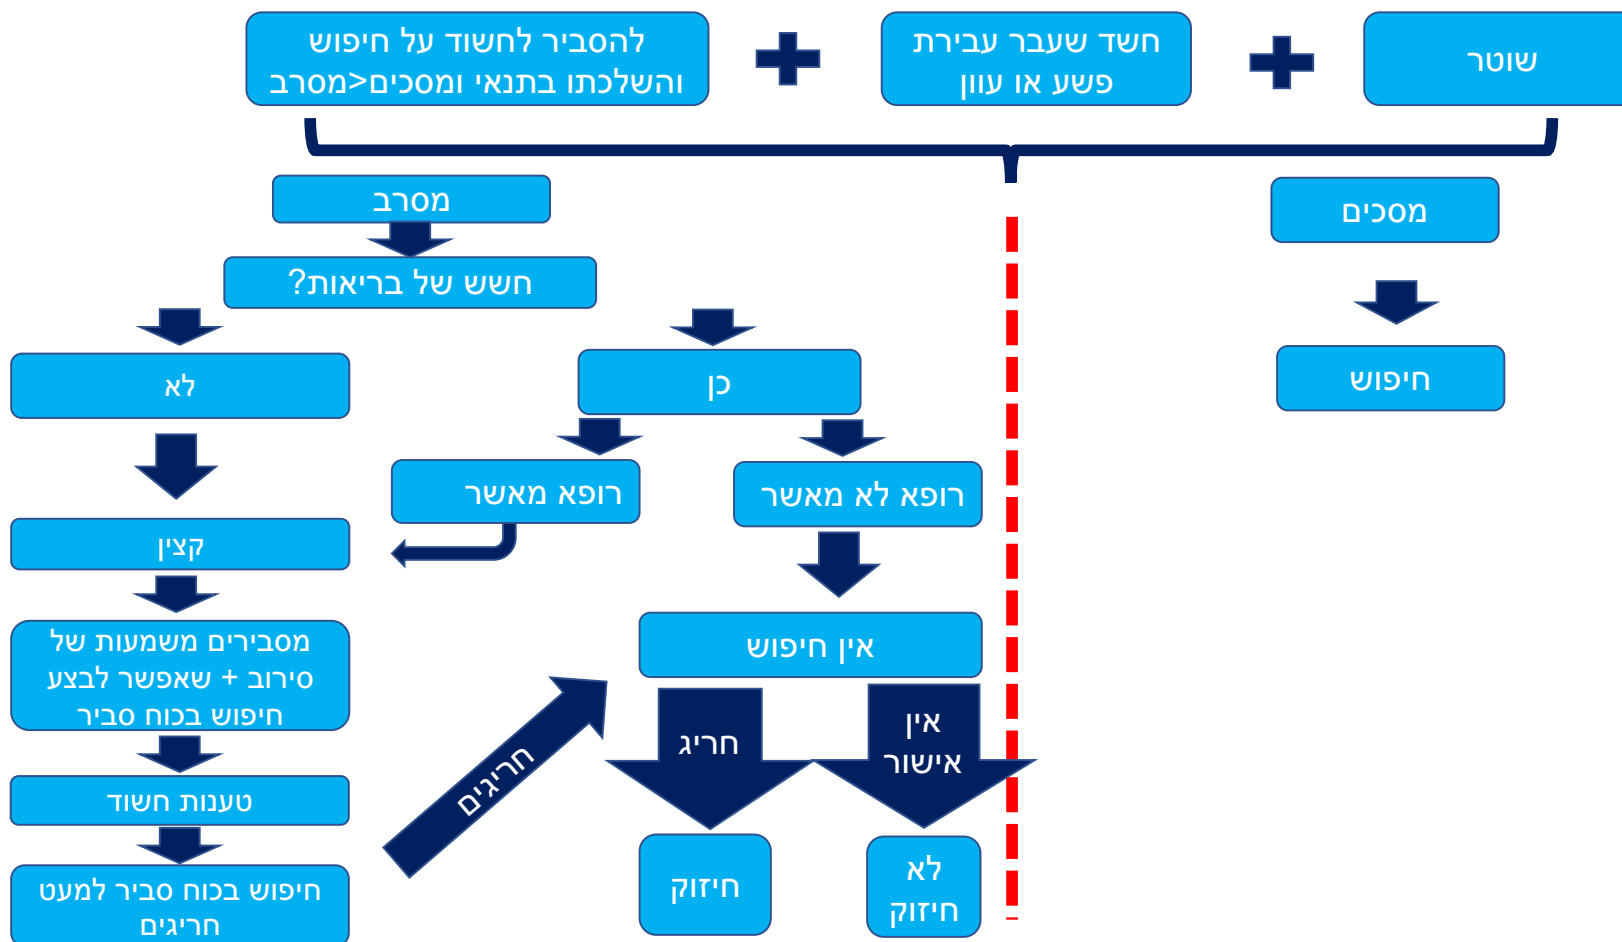 שוטר
חשד שעבר עבירת
פשע או עוון
להסביר לחשוד על חיפוש
והשלכתו בתנאי ומסכים<מסרב
מסכים
חיפוש
מסרב
חשש של בריאות?
כן
לא
רופא לא מאשר
רופא מאשר
קצין
מסבירים משמעות של
סירוב + שאפשר לבצע
חיפוש בכוח סביר
טענות חשוד
חיפוש בכוח סביר למעט
חריגים
חריגים
אין חיפוש
אין
אישור
חריג
לא
חיזוק
חיזוק